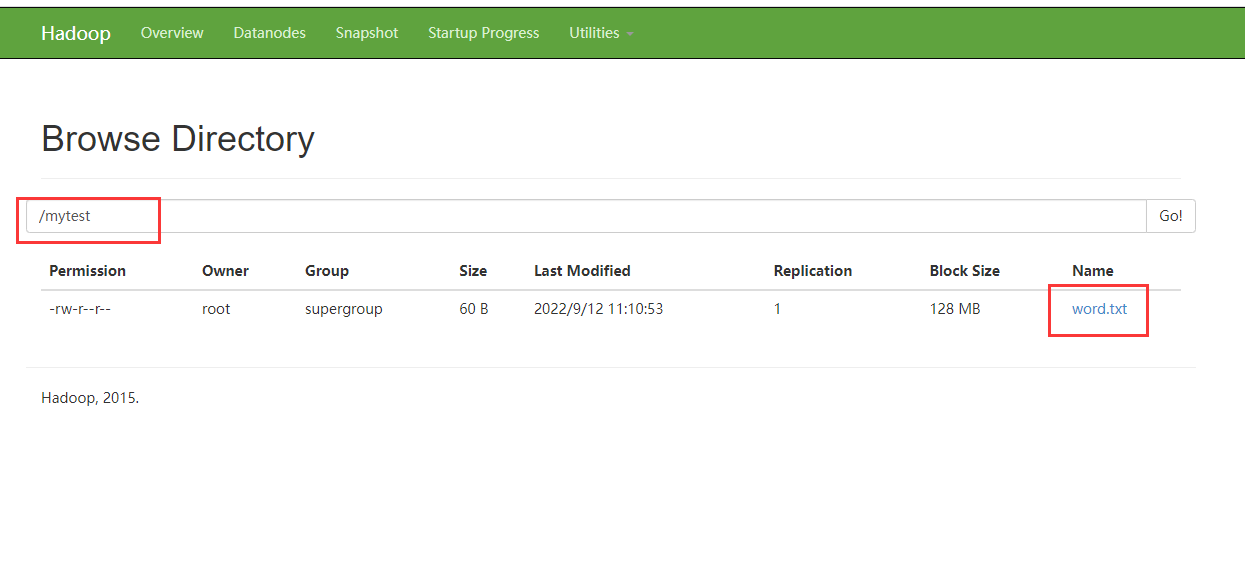 Hadoop Overview Datanodes Snapshot Startup Progress Utilities
Browse Directory
/mytest Go!
Permission Owner Group Size Last Modified Replication Block Size Name
-rw-r--r-- root supergroup 60 B 2022/9/12 11:10:53 1 128 MB word.txt
Hadoop, 2015.